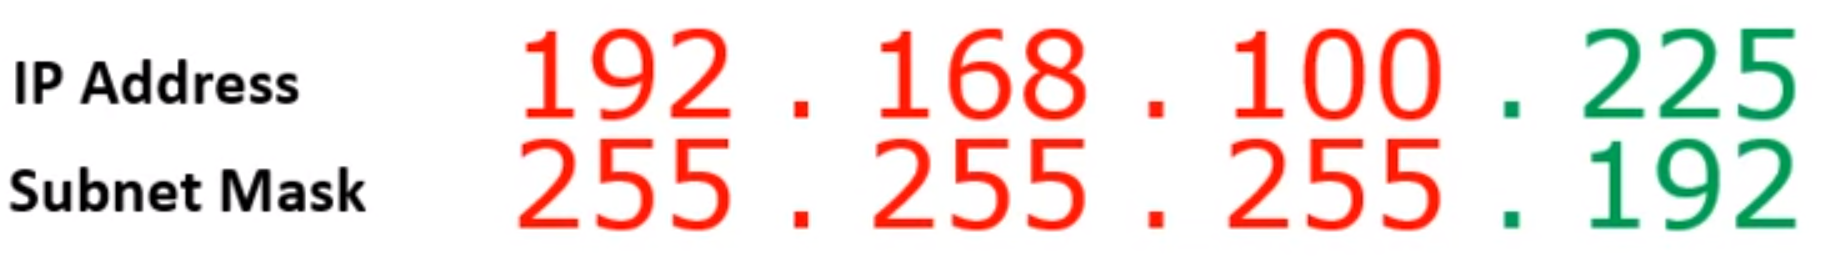 IP Address 192 . 168 . 100 . 225
Subnet Mask 255 . 255 . 255 . 192